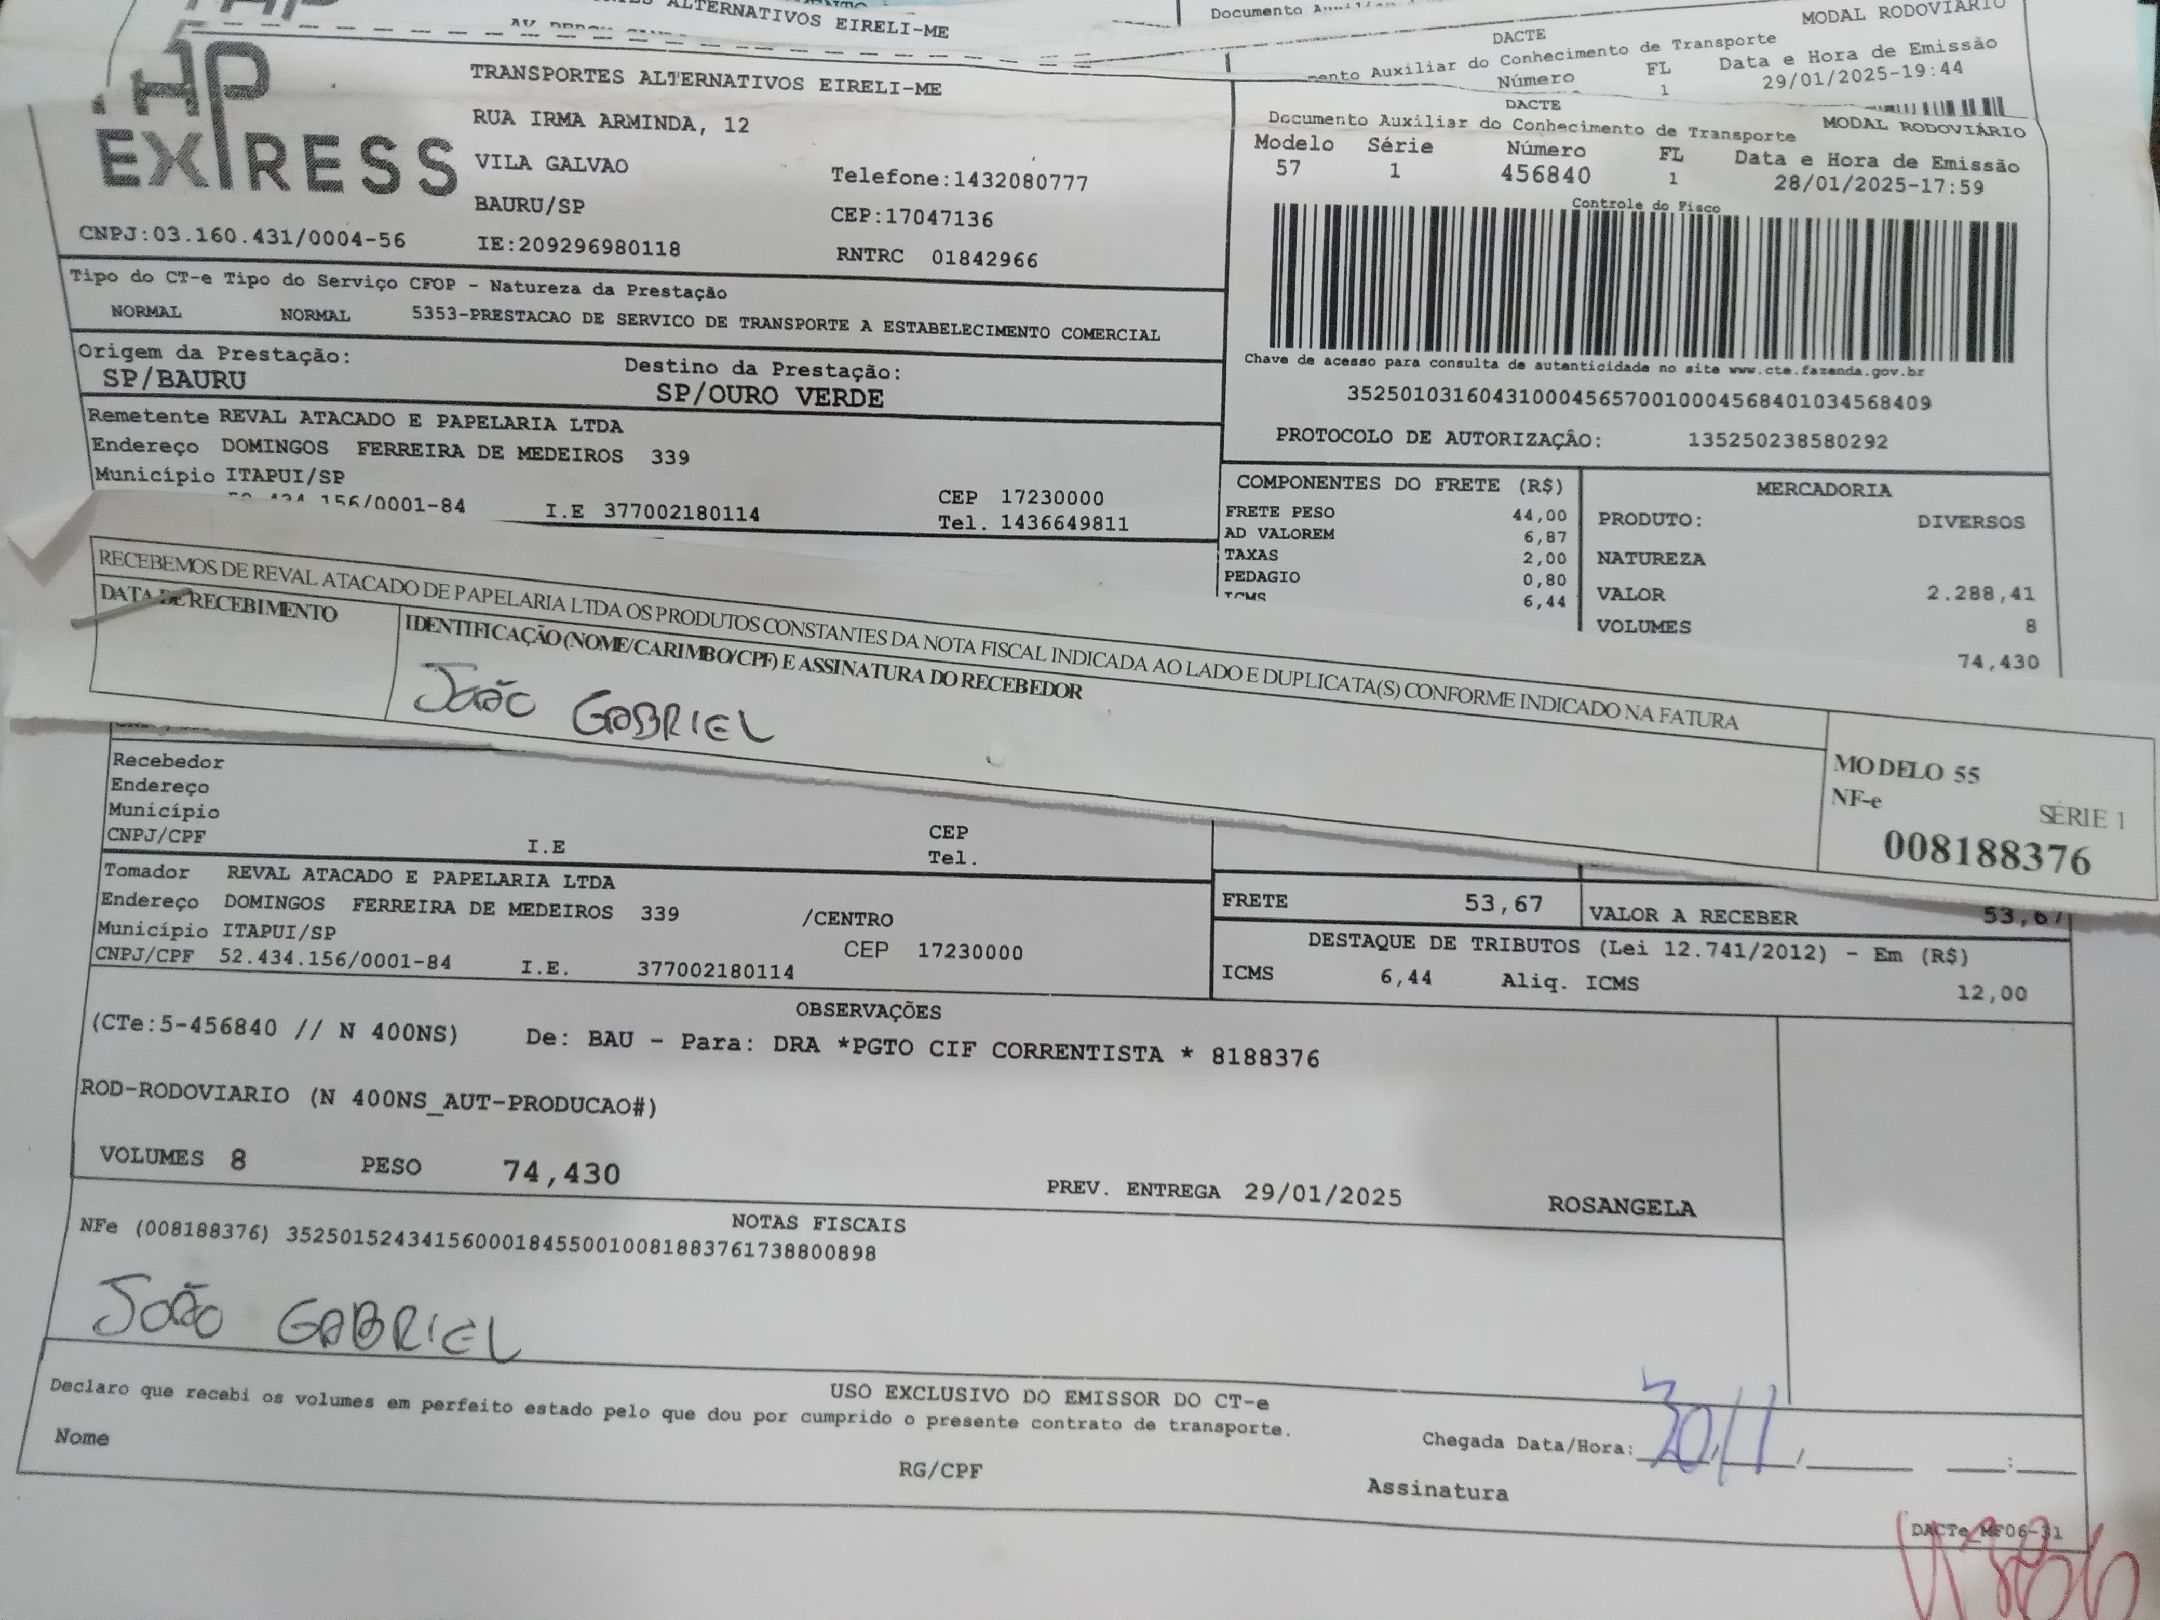 ALTERNATIVOS EIRELI-ME
Documento
MODAL RODOVIÁRIO
DACTE
Auxiliar do Conhecimento de Transporte
Número FL Data e Hora de Emissão
1 29/01/2025-19:44
EXPRESS
TRANSPORTES ALTERNATIVOS EIRELI-ME
RUA IRMA ARMINDA, 12
VILA GALVAO
Telefone:1432080777
BAURU/SP
CEP:17047136
CNPJ:03.160.431/0004-56
IE:209296980118
RNTRC 01842966
DACTE
Documento Auxiliar do Conhecimento de Transporte
MODAL RODOVIÁRIO
Modelo Série Número FL Data e Hora de Emissão
57 1 456840 1 28/01/2025-17:59
Controle do Fisco
Chave de acesso para consulta de autenticidade no site www.cte.fazenda.gov.br
35250103160431000456570010004568401034568409
PROTOCOLO DE AUTORIZAÇÂO: 135250238580292
Tipo do CT-e Tipo do Serviço CFOP - Natureza da Prestação
NORMAL NORMAL 5353-PRESTACAO DE SERVICO DE TRANSPORTE A ESTABELECIMENTO COMERCIAL
Origem da Prestação: Destino da Prestação:
SP/BAURU SP/OURO VERDE
Remetente REVAL ATACADO E PAPELARIA LTDA
Endereço DOMINGOS FERREIRA DE MEDEIROS 339
Município ITAPUI/SP
CEP 17230000
52.434.156/0001-84 I.E 377002180114 Tel. 1436649811
COMPONENTES DO FRETE (R$)
FRETE PESO 44,00
AD VALOREM 6,87
TAXAS 2,00
PEDAGIO 0,80
ICMS 6,44
MERCADORIA
PRODUTO: DIVERSOS
NATUREZA
VALOR 2.288,41
VOLUMES 8
74,430
RECEBEMOS DE REVAL ATACADO DE PAPELARIA LTDA OS PRODUTOS CONSTANTES DA NOTA FISCAL INDICADA AO LADO E DUPLICATA(S) CONFORME INDICADO NA FATURA
DATA DE RECEBIMENTO
IDENTIFICAÇÃO (NOME/CARIMBO/CPF) E ASSINATURA DO RECEBEDOR
João GABRIEL
MODELO 55
NF-e SÉRIE 1
008188376
Recebedor
Endereço
Município
CNPJ/CPF I.E CEP
Tel.
Tomador REVAL ATACADO E PAPELARIA LTDA
Endereço DOMINGOS FERREIRA DE MEDEIROS 339 /CENTRO
Município ITAPUI/SP CEP 17230000
CNPJ/CPF 52.434.156/0001-84 I.E. 377002180114
FRETE 53,67 VALOR A RECEBER 53,67
DESTAQUE DE TRIBUTOS (Lei 12.741/2012) - Em (R$)
ICMS 6,44 Aliq. ICMS 12,00
OBSERVAÇÕES
(CTe:5-456840 // N 400NS) De: BAU - Para: DRA *PGTO CIF CORRENTISTA * 8188376
ROD-RODOVIARIO (N 400NS_AUT-PRODUCAO#)
VOLUMES 8 PESO 74,430
PREV. ENTREGA 29/01/2025 ROSANGELA
NOTAS FISCAIS
NFe (008188376) 35250152434156000184550010081883761738800898
João GABRIEL
USO EXCLUSIVO DO EMISSOR DO CT-e
Declaro que recebi os volumes em perfeito estado pelo que dou por cumprido o presente contrato de transporte.
Nome RG/CPF
Chegada Data/Hora: 30/1
Assinatura
DACTe_MF06-31